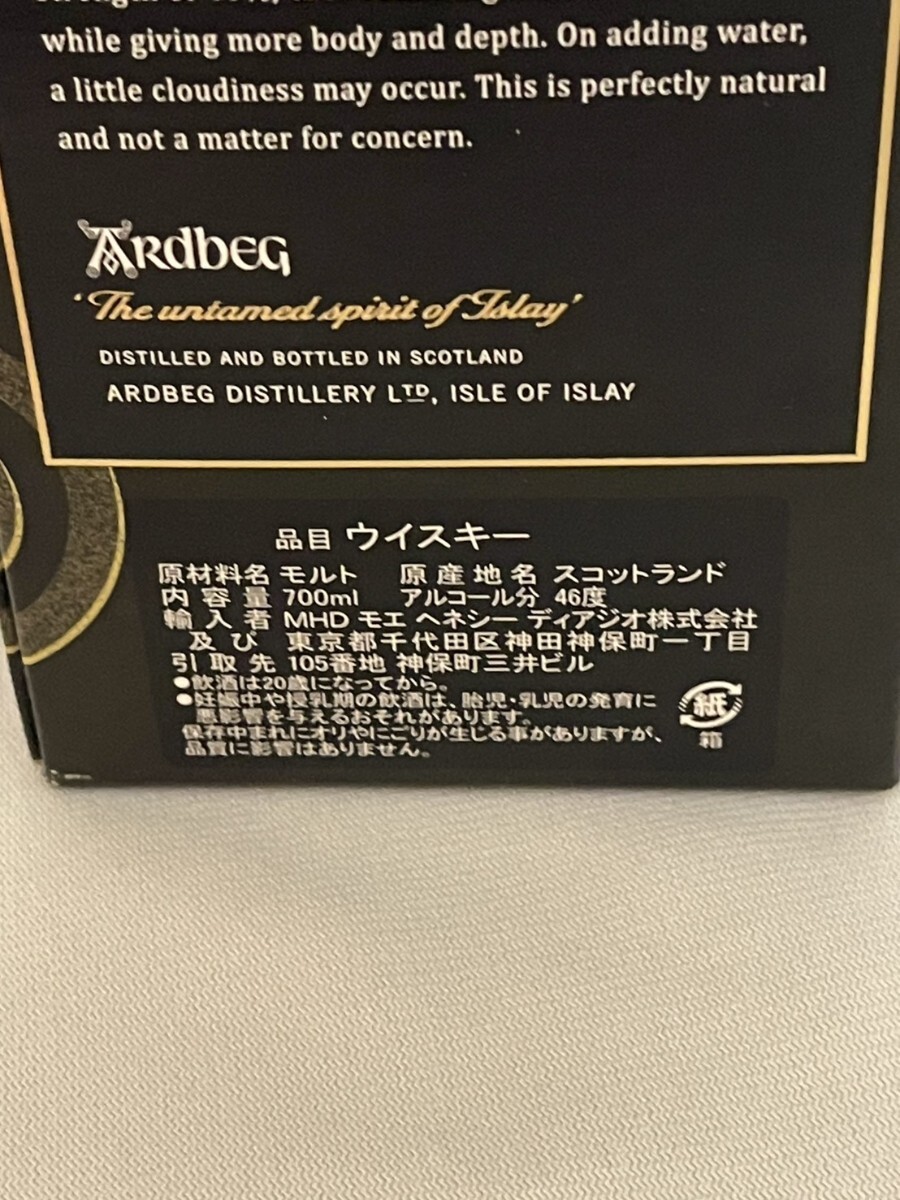 while giving more body and depth. On adding water,
a little cloudiness may occur. This is perfectly natural
and not a matter for concern.
ARDBEG
'The untamed spirit of Islay'
DISTILLED AND BOTTLED IN SCOTLAND
ARDBEG DISTILLERY LTD, ISLE OF ISLAY
品目 ウイスキー
原材料名 モルト 原産地名 スコットランド
内容量 700ml アルコール分 46度
輸入者 MHD モエ ヘネシー ディアジオ株式会社
及び 東京都千代田区神田神保町一丁目
引取先 105番地 神保町三井ビル
●飲酒は20歳になってから。
●妊娠中や授乳期の飲酒は、胎児・乳児の発育に
悪影響を与えるおそれがあります。
保存中まれにオリやにごりが生じる事がありますが、
品質に影響はありません。
紙
箱